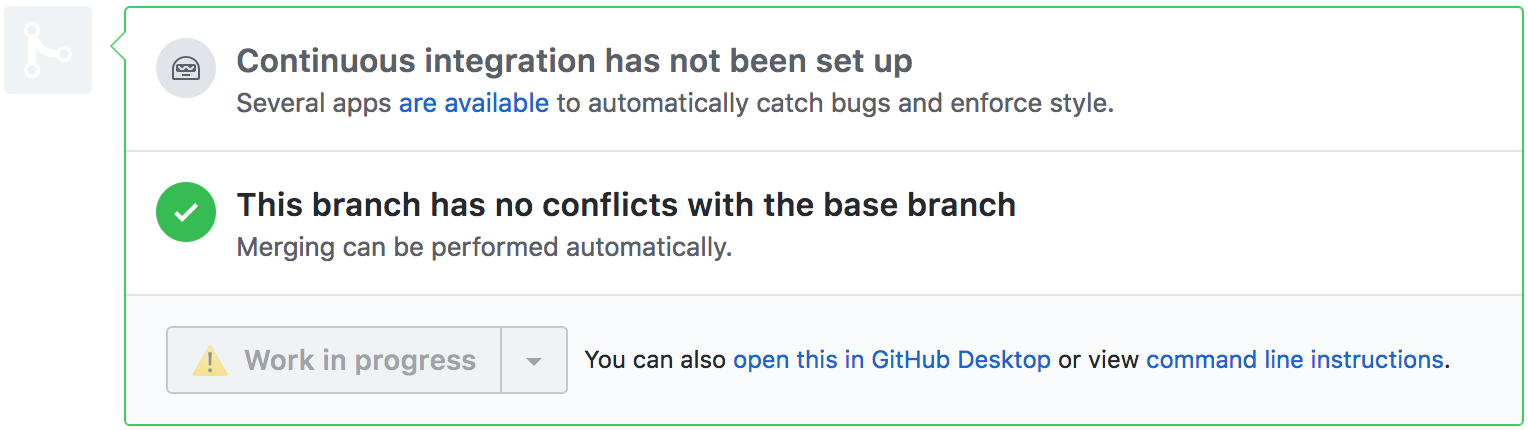 Continuous integration has not been set up
Several apps are available to automatically catch bugs and enforce style.
This branch has no conflicts with the base branch
Merging can be performed automatically.
Work in progress You can also open this in GitHub Desktop or view command line instructions.